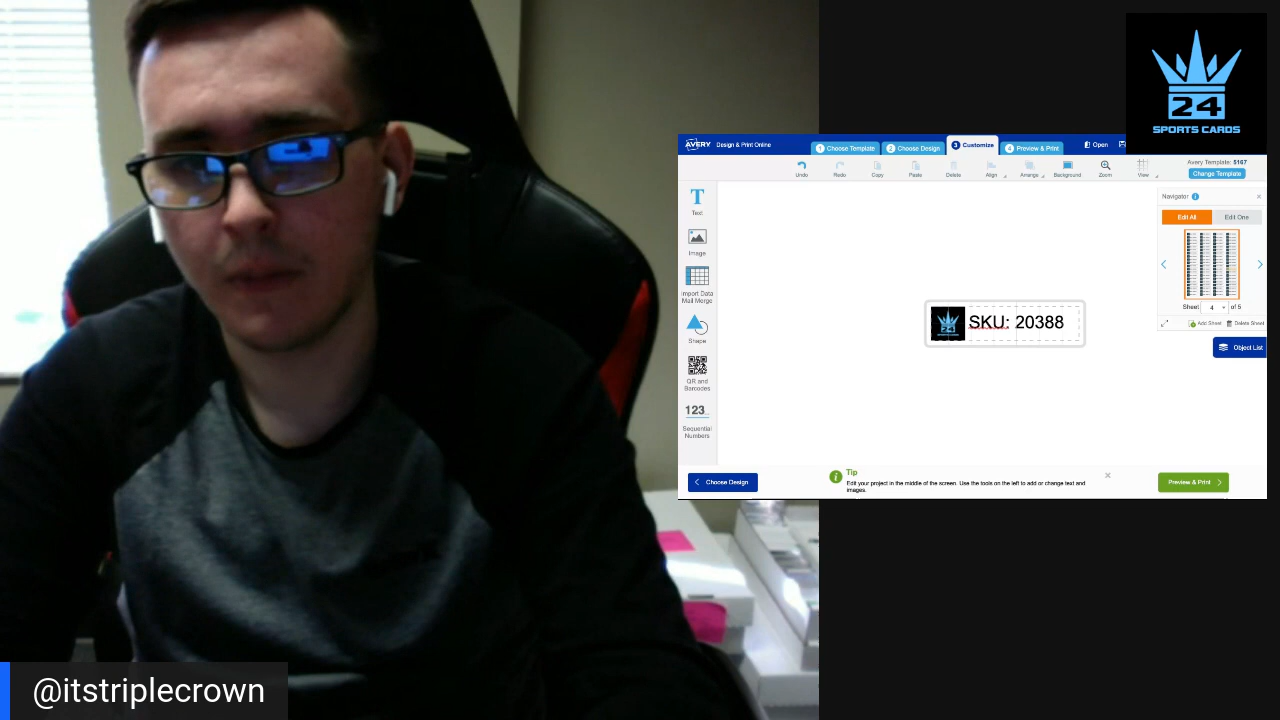 24
SPORTS CARDS
AVERY Design & Print Online
1 Choose Template
2 Choose Design
3 Customize
4 Preview & Print
Open
Undo
Redo
Copy
Paste
Delete
Align
Arrange
Background
Zoom
View
Avery Template: 5167
Change Template
Text
Image
Import Data
Mail Merge
Shape
QR and
Barcodes
123...
Sequential
Numbers
Navigator
Edit All
Edit One
Sheet 4 of 5
Add Sheet
Delete Sheet
Object List
SKU: 20388
Choose Design
Tip
Edit your project in the middle of the screen. Use the tools on the left to add or change text and
images.
Preview & Print
@itstriplecrown